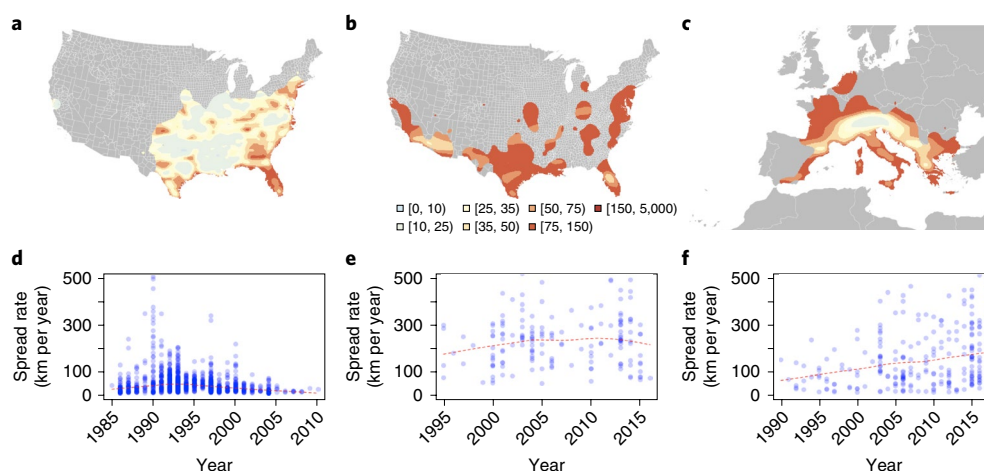 a
b
c
[0, 10) [25, 35) [50, 75) [150, 5,000)
[10, 25) [35, 50) [75, 150)
d
Spread rate
(km per year)
500
300
100
0
1985 1990 1995 2000 2005 2010
Year
e
Spread rate
(km per year)
500
300
100
0
1995 2000 2005 2010 2015
Year
f
Spread rate
(km per year)
500
300
100
0
1990 1995 2000 2005 2010 2015
Year